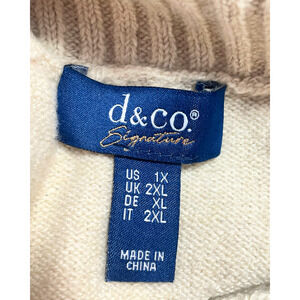 d&co.®
Signature
US 1X
UK 2XL
DE XL
IT 2XL
MADE IN
CHINA